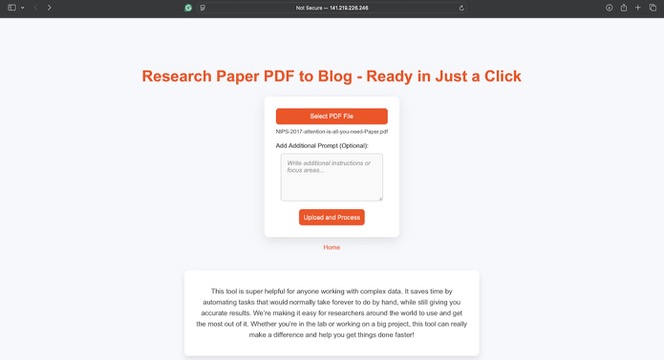 Not Secure — 141.219.226.246
Research Paper PDF to Blog - Ready in Just a Click
Select PDF File
NIPS-2017-attention-is-all-you-need-Paper.pdf
Add Additional Prompt (Optional):
Write additional instructions or
focus areas...
Upload and Process
Home
This tool is super helpful for anyone working with complex data. It saves time by
automating tasks that would normally take forever to do by hand, while still giving you
accurate results. We're making it easy for researchers around the world to use and get
the most out of it. Whether you're in the lab or working on a big project, this tool can really
make a difference and help you get things done faster!